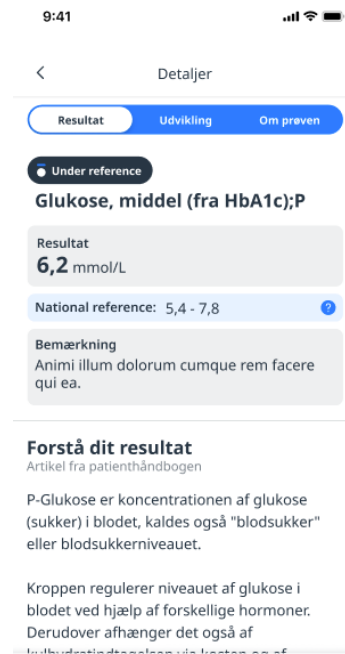 9:41
Detaljer
Resultat Udvikling Om prøven
Under reference
Glukose, middel (fra HbA1c);P
Resultat
6,2 mmol/L
National reference: 5,4 - 7,8 ?
Bemærkning
Animi illum dolorum cumque rem facere
qui ea.
Forstå dit resultat
Artikel fra patienthåndbogen
P-Glukose er koncentrationen af glukose
(sukker) i blodet, kaldes også "blodsukker"
eller blodsukkerniveauet.
Kroppen regulerer niveauet af glukose i
blodet ved hjælp af forskellige hormoner.
Derudover afhænger det også af